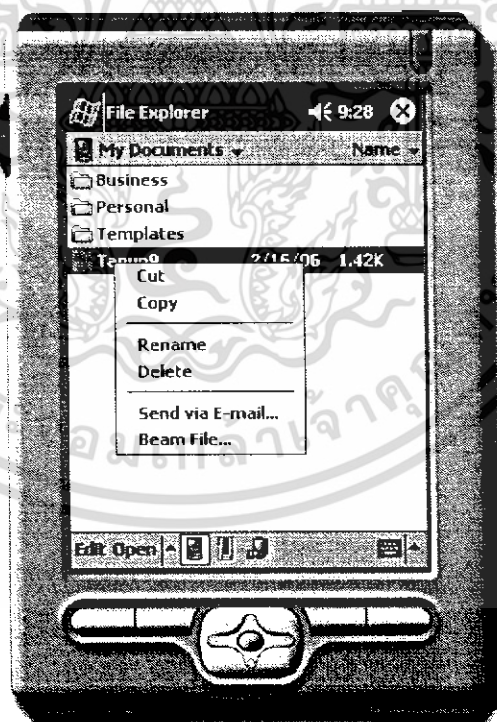 File Explorer 9:28
My Documents Name
Business
Personal
Templates
2/15/06 1.42K
Cut
Copy
Rename
Delete
Send via E-mail...
Beam File...
Edit Open